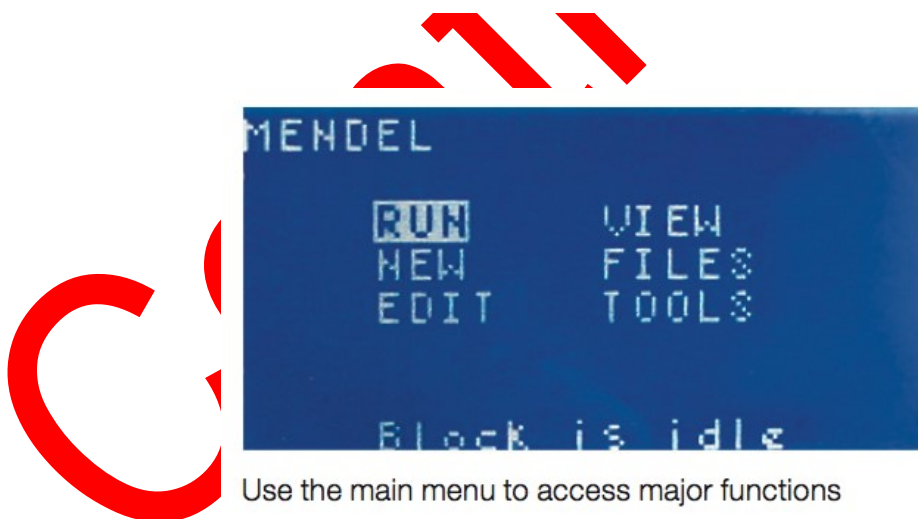 MENDEL
RUN VIEW
NEW FILES
EDIT TOOLS
Block is idle
Use the main menu to access major functions